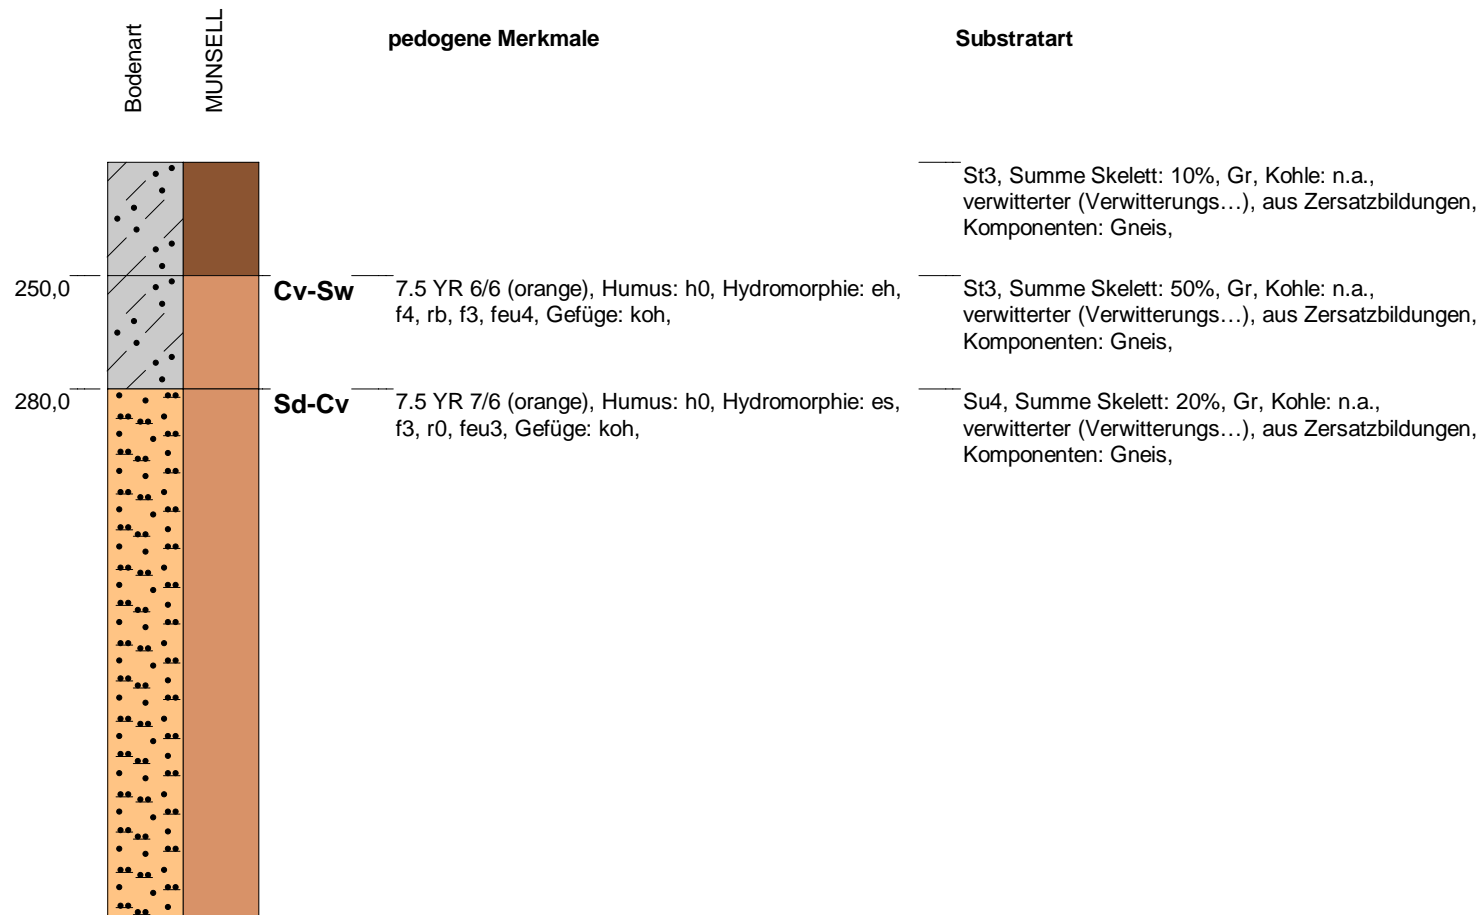 Bodenart
MUNSELL
pedogene Merkmale
Substratart
St3, Summe Skelett: 10%, Gr, Kohle: n.a.,
verwitterter (Verwitterungs…), aus Zersatzbildungen,
Komponenten: Gneis,
250,0
Cv-Sw
7.5 YR 6/6 (orange), Humus: h0, Hydromorphie: eh,
f4, rb, f3, feu4, Gefüge: koh,
St3, Summe Skelett: 50%, Gr, Kohle: n.a.,
verwitterter (Verwitterungs…), aus Zersatzbildungen,
Komponenten: Gneis,
280,0
Sd-Cv
7.5 YR 7/6 (orange), Humus: h0, Hydromorphie: es,
f3, r0, feu3, Gefüge: koh,
Su4, Summe Skelett: 20%, Gr, Kohle: n.a.,
verwitterter (Verwitterungs…), aus Zersatzbildungen,
Komponenten: Gneis,